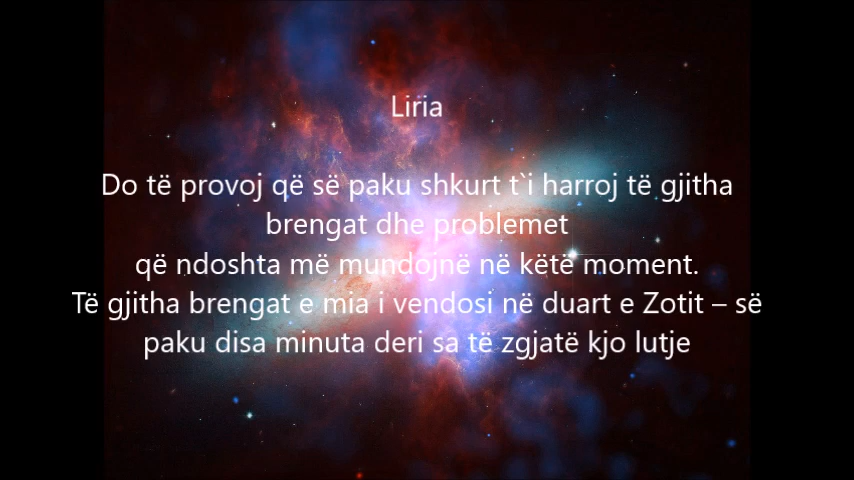 Liria
Do të provoj që së paku shkurt t`i harroj të gjitha
brengat dhe problemet
që ndoshta më mundojnë në këtë moment.
Të gjitha brengat e mia i vendosi në duart e Zotit – së
paku disa minuta deri sa të zgjatë kjo lutje